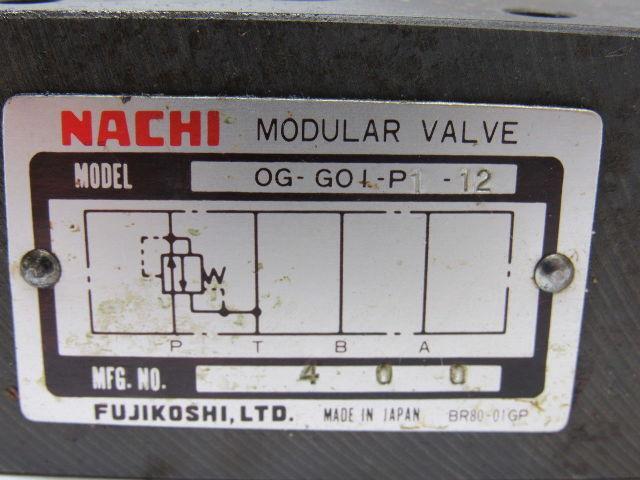 NACHI MODULAR VALVE
MODEL OG-G01-P1-12
P T B A
MFG. NO. 4 0 0
FUJIKOSHI, LTD. MADE IN JAPAN BR80-01GP